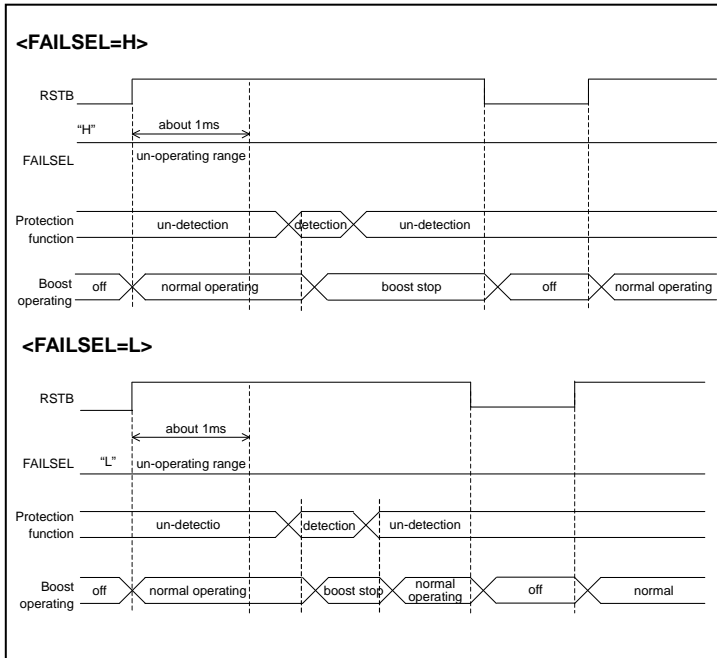 <FAILSEL=H>
RSTB
“H”
about 1ms
FAILSEL
un-operating range
Protection
function
un-detection
detection
un-detection
Boost
operating
off
normal operating
boost stop
off
normal operating
<FAILSEL=L>
RSTB
about 1ms
FAILSEL
“L”
un-operating range
Protection
function
un-detectio
detection
un-detection
Boost
operating
off
normal operating
boost stop
normal
operating
off
normal